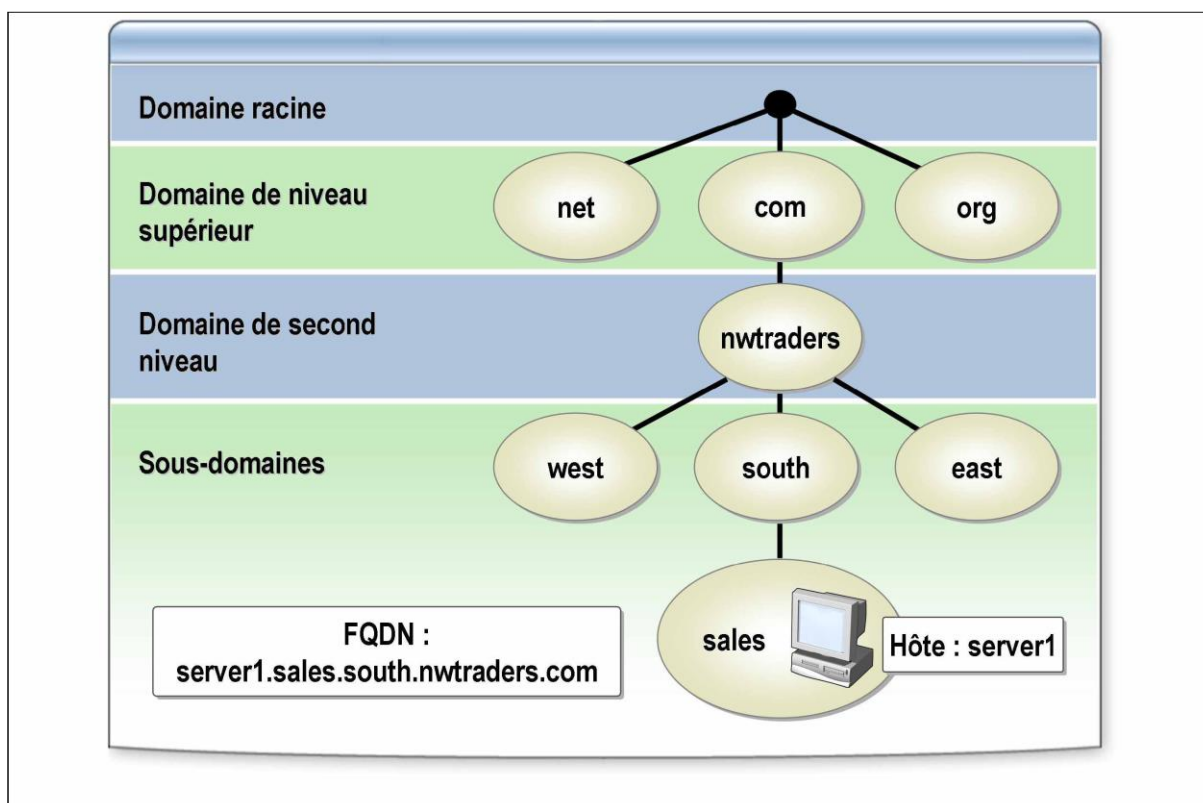 Domaine racine
Domaine de niveau
supérieur
net
com
org
Domaine de second
niveau
nwtraders
Sous-domaines
west
south
east
sales
Hôte : server1
FQDN :
server1.sales.south.nwtraders.com